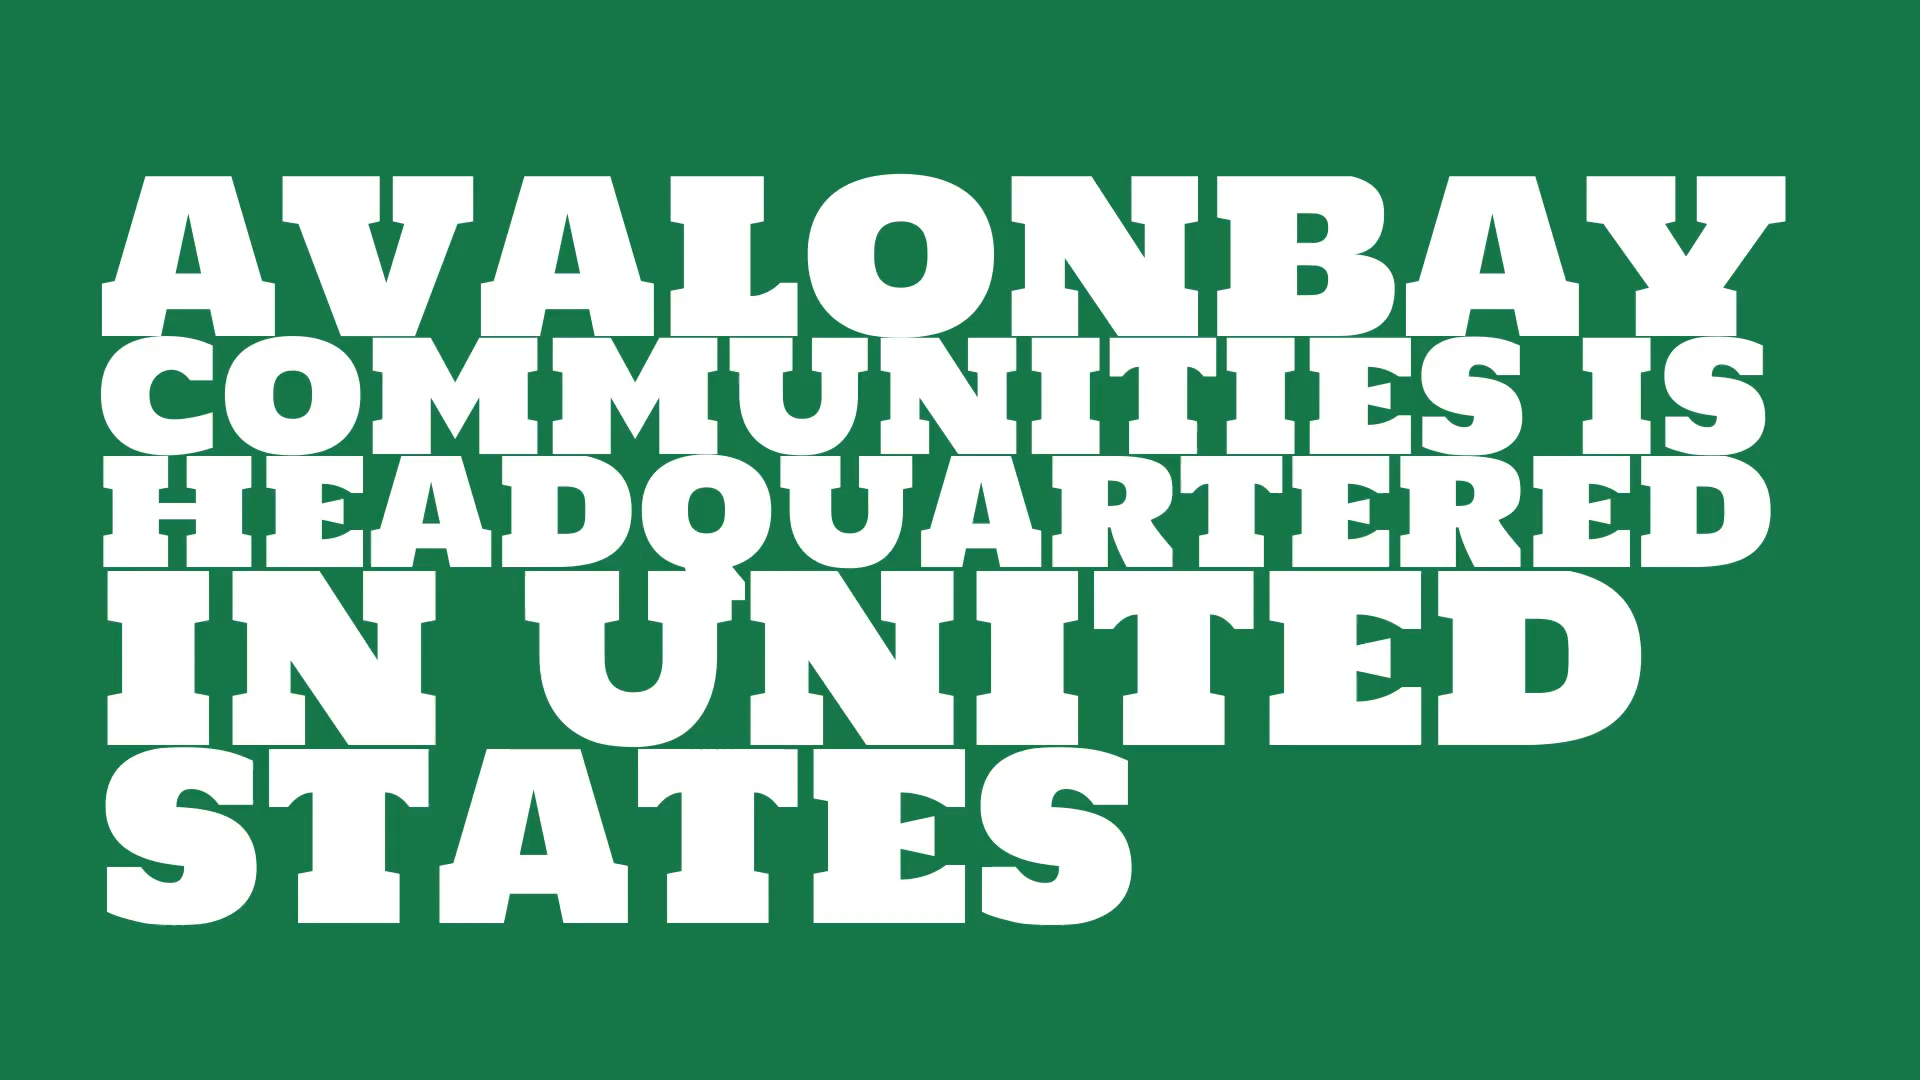 AVALONBAY
COMMUNITIES IS
HEADQUARTERED
IN UNITED
STATES